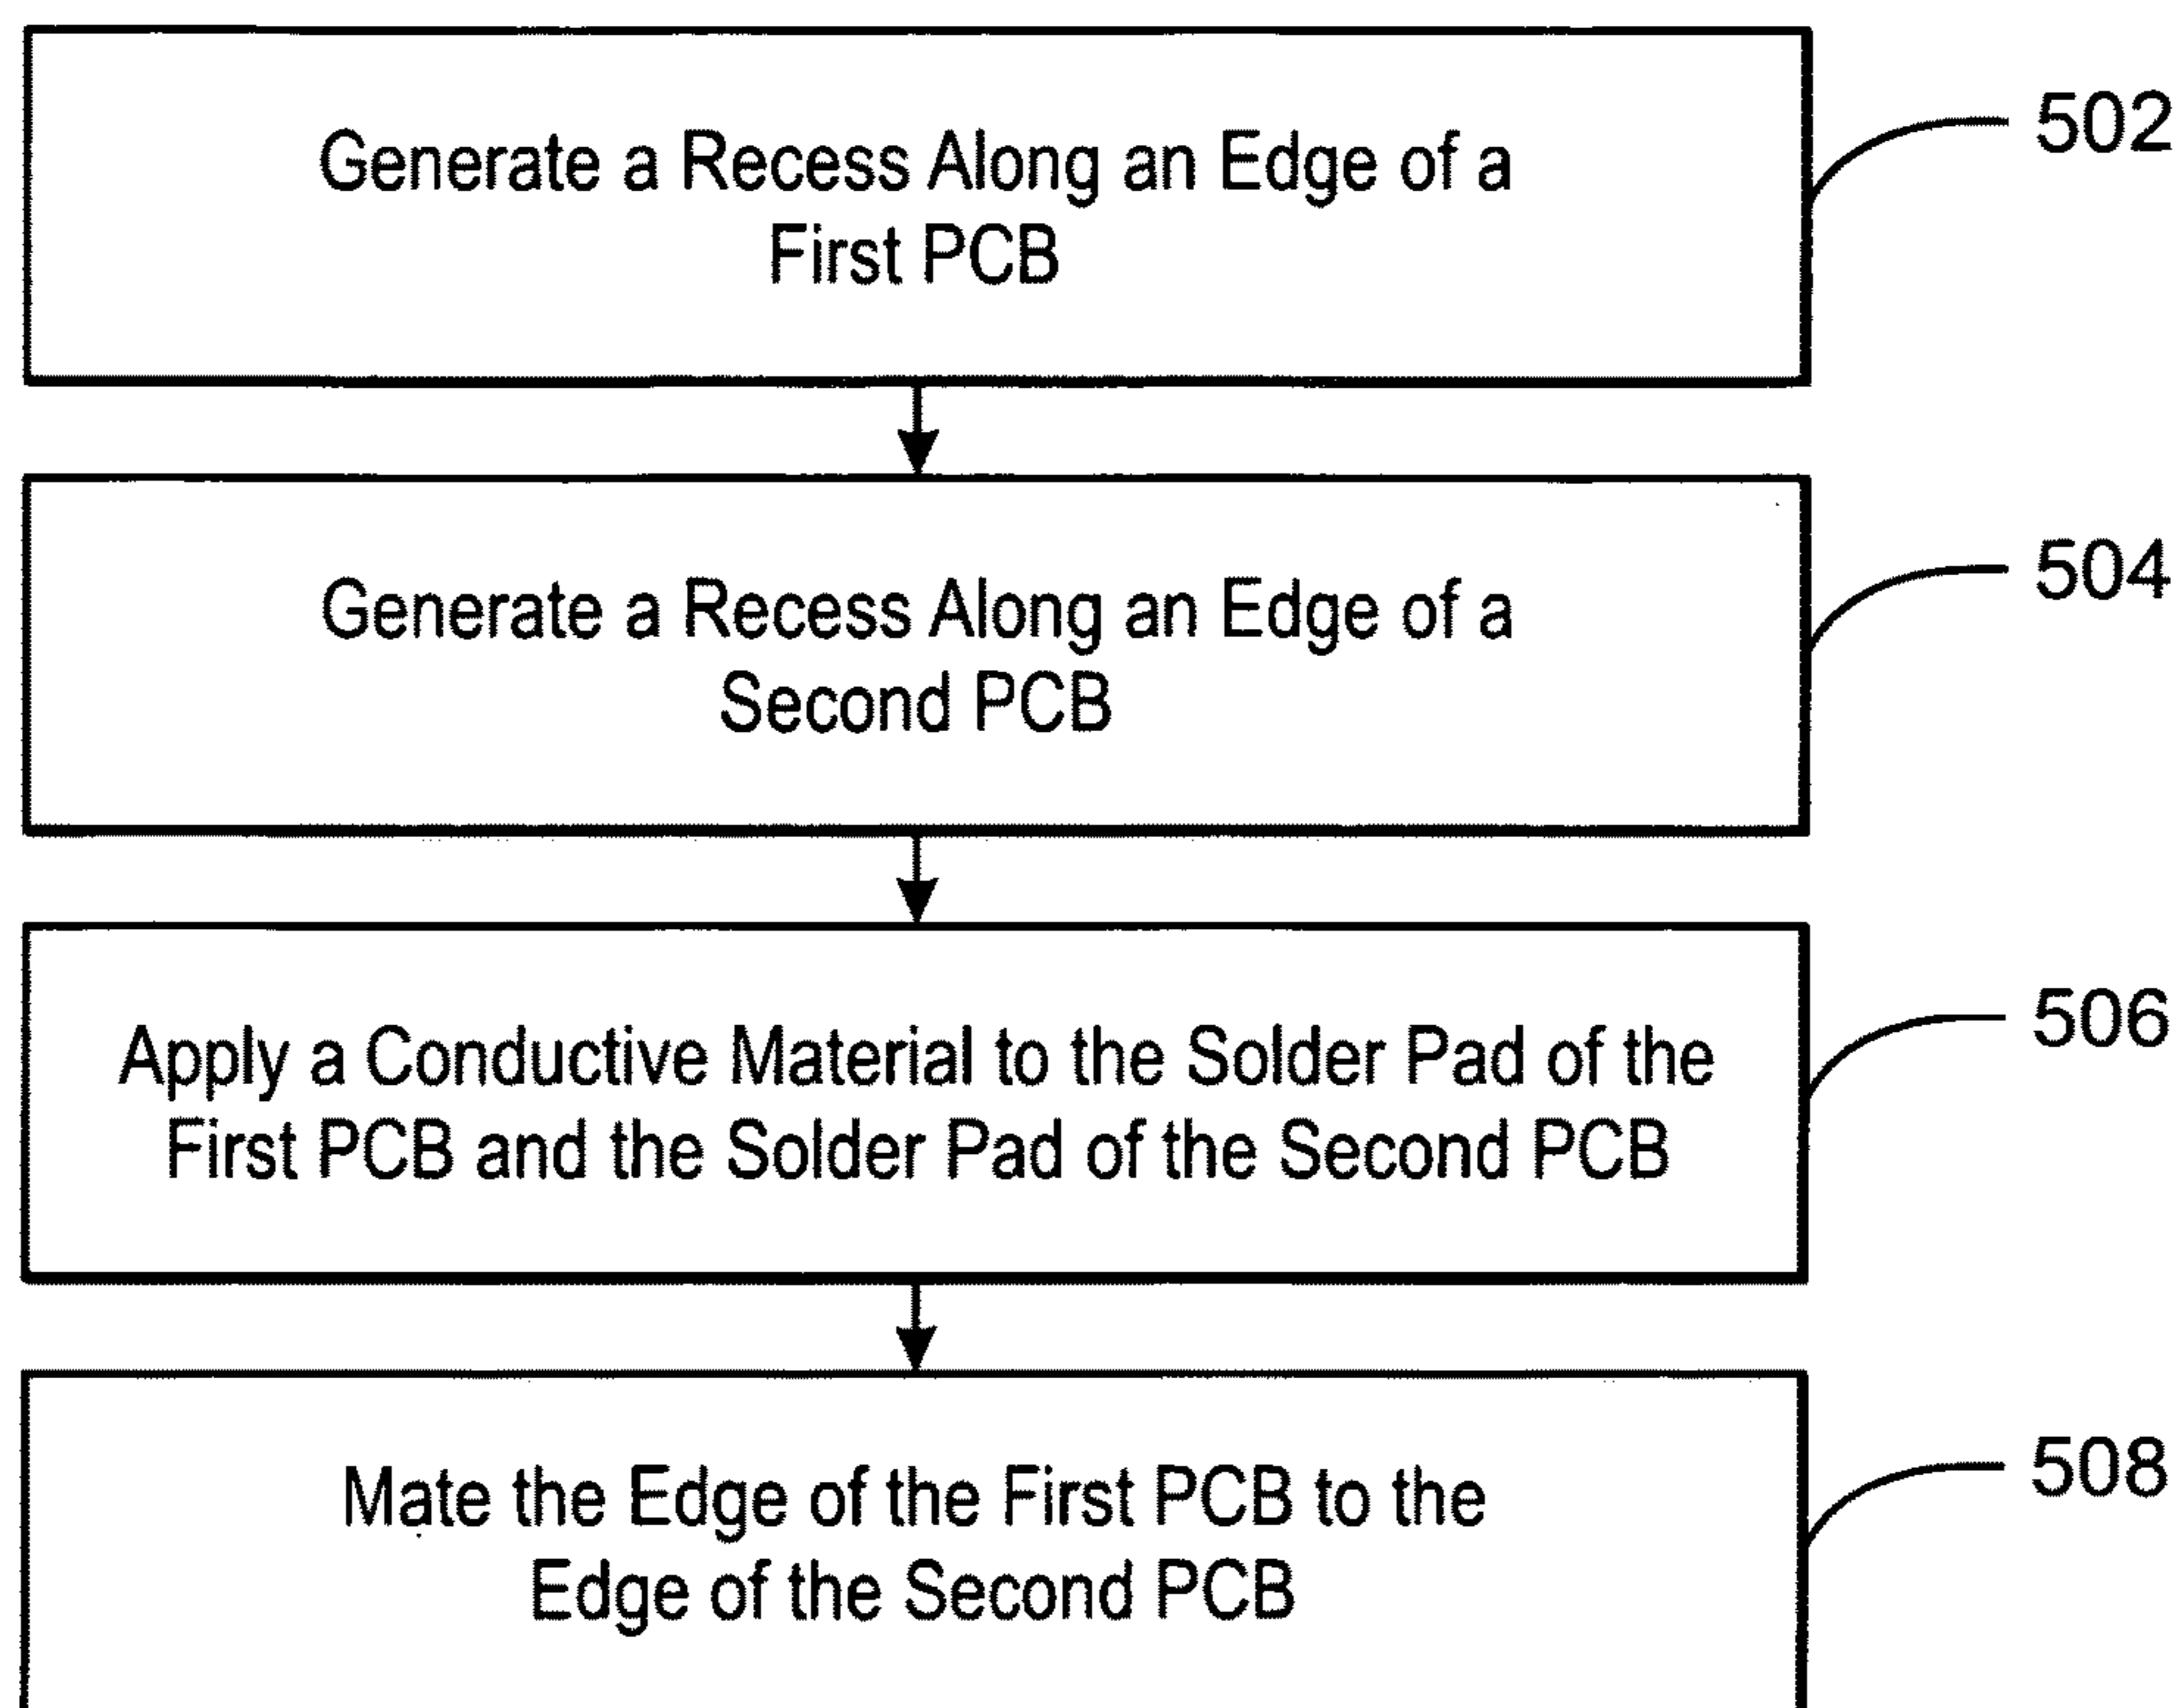 Generate a Recess Along an Edge of a
First PCB
502
Generate a Recess Along an Edge of a
Second PCB
504
Apply a Conductive Material to the Solder Pad of the
First PCB and the Solder Pad of the Second PCB
506
Mate the Edge of the First PCB to the
Edge of the Second PCB
508